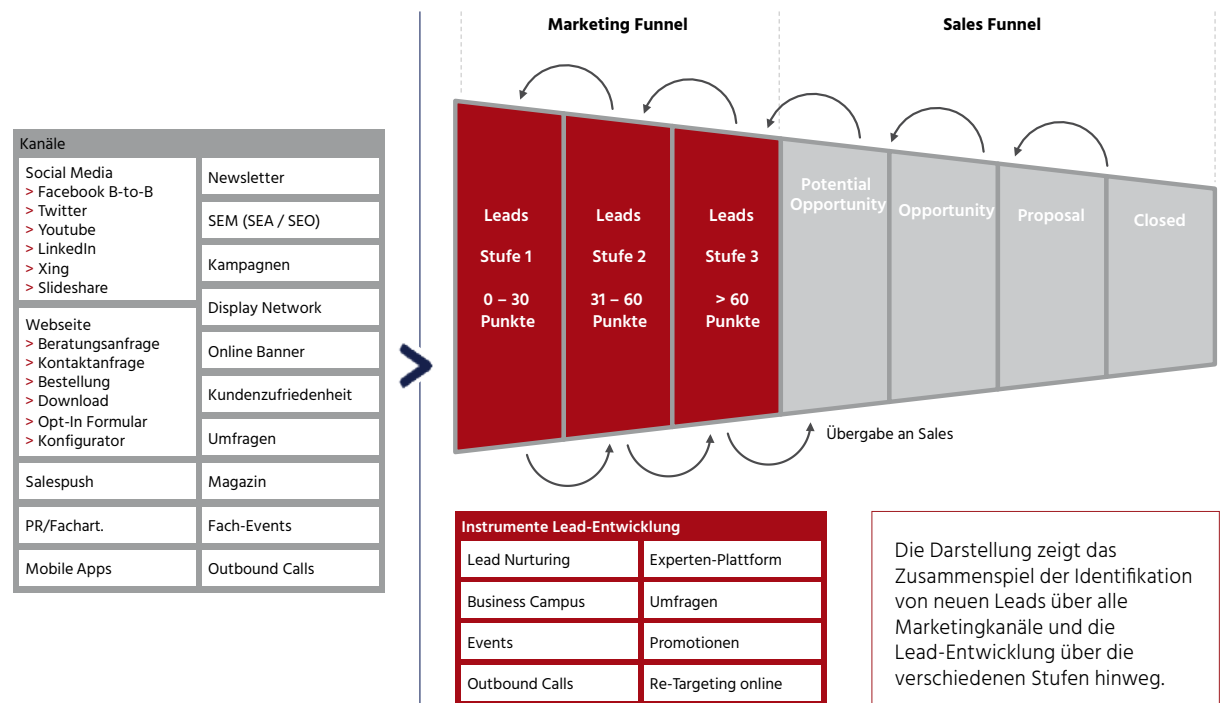 Marketing Funnel
Sales Funnel
Kanäle
Social Media
> Facebook B-to-B
> Twitter
> Youtube
> LinkedIn
> Xing
> Slideshare
Webseite
> Beratungsanfrage
> Kontaktanfrage
> Bestellung
> Download
> Opt-In Formular
> Konfigurator
Salespush
PR/Fachart.
Mobile Apps
Newsletter
SEM (SEA / SEO)
Kampagnen
Display Network
Online Banner
Kundenzufriedenheit
Umfragen
Magazin
Fach-Events
Outbound Calls
Leads
Stufe 1
0 – 30
Punkte
Leads
Stufe 2
31 – 60
Punkte
Leads
Stufe 3
> 60
Punkte
Potential
Opportunity
Opportunity
Proposal
Closed
Übergabe an Sales
Instrumente Lead-Entwicklung
Lead Nurturing
Experten-Plattform
Business Campus
Umfragen
Events
Promotionen
Outbound Calls
Re-Targeting online
Die Darstellung zeigt das
Zusammenspiel der Identifikation
von neuen Leads über alle
Marketingkanäle und die
Lead-Entwicklung über die
verschiedenen Stufen hinweg.